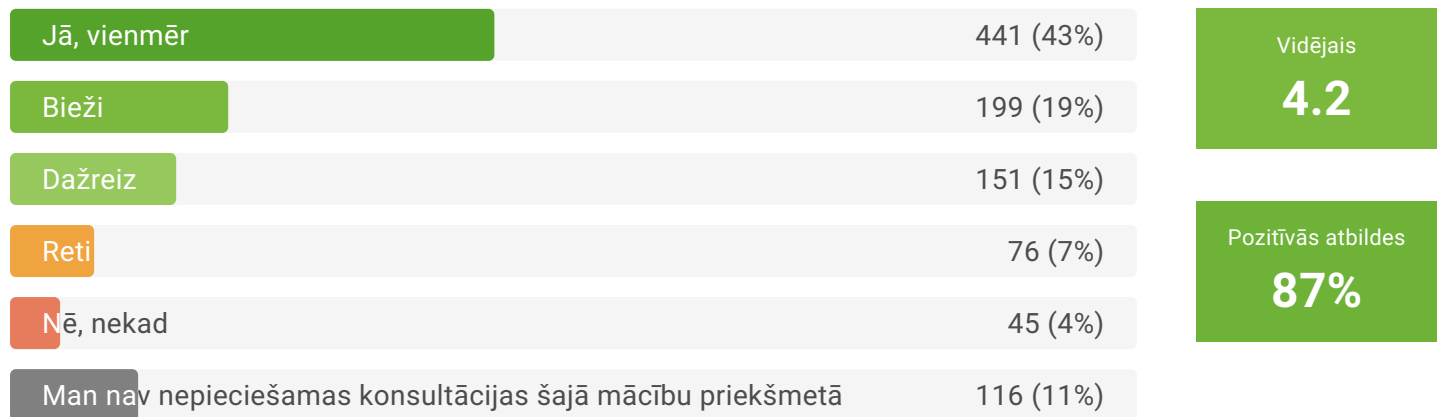 Jā, vienmēr 441 (43%)
Bieži 199 (19%)
Dažreiz 151 (15%)
Reti 76 (7%)
Nē, nekad 45 (4%)
Man nav nepieciešamas konsultācijas šajā mācību priekšmetā 116 (11%)
Vidējais
4.2
Pozitīvās atbildes
87%